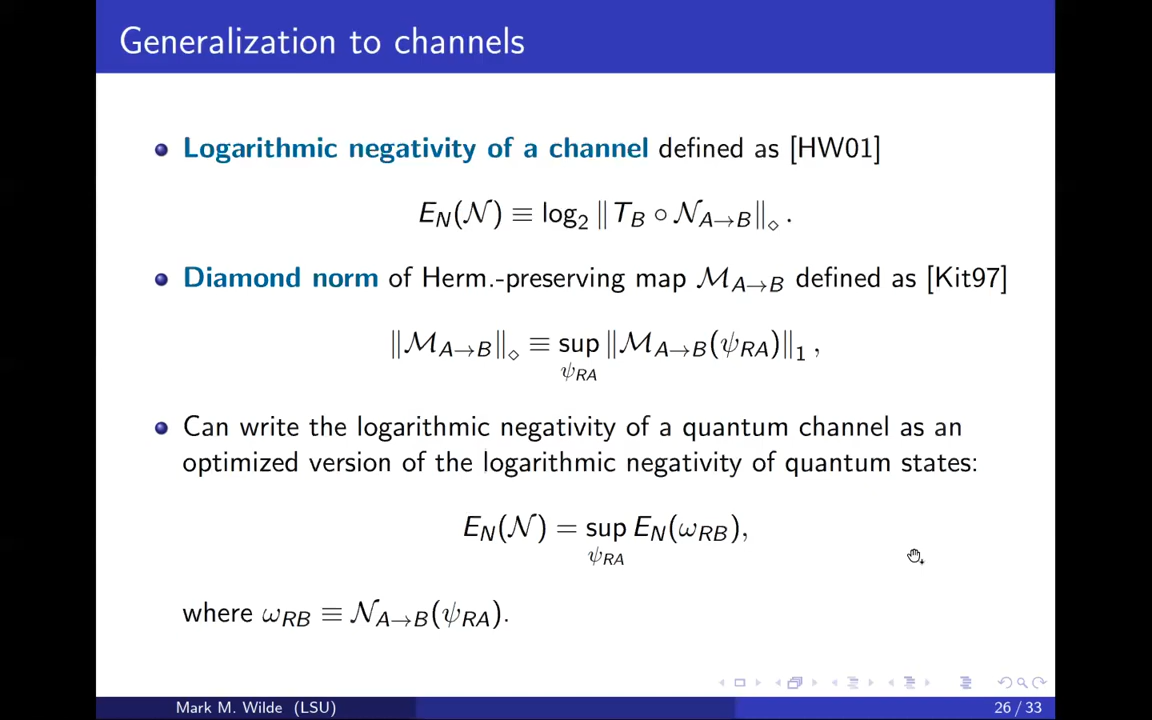 Generalization to channels
Logarithmic negativity of a channel defined as [HW01]
E_N(𝒩) ≡ log₂ ‖T_B ∘ 𝒩_{A→B}‖_⋄ .
Diamond norm of Herm.-preserving map ℳ_{A→B} defined as [Kit97]
‖ℳ_{A→B}‖_⋄ ≡ sup_{ψ_{RA}} ‖ℳ_{A→B}(ψ_{RA})‖₁ ,
Can write the logarithmic negativity of a quantum channel as an
optimized version of the logarithmic negativity of quantum states:
E_N(𝒩) = sup_{ψ_{RA}} E_N(ω_{RB}),
where ω_{RB} ≡ 𝒩_{A→B}(ψ_{RA}).
Mark M. Wilde (LSU)
26 / 33